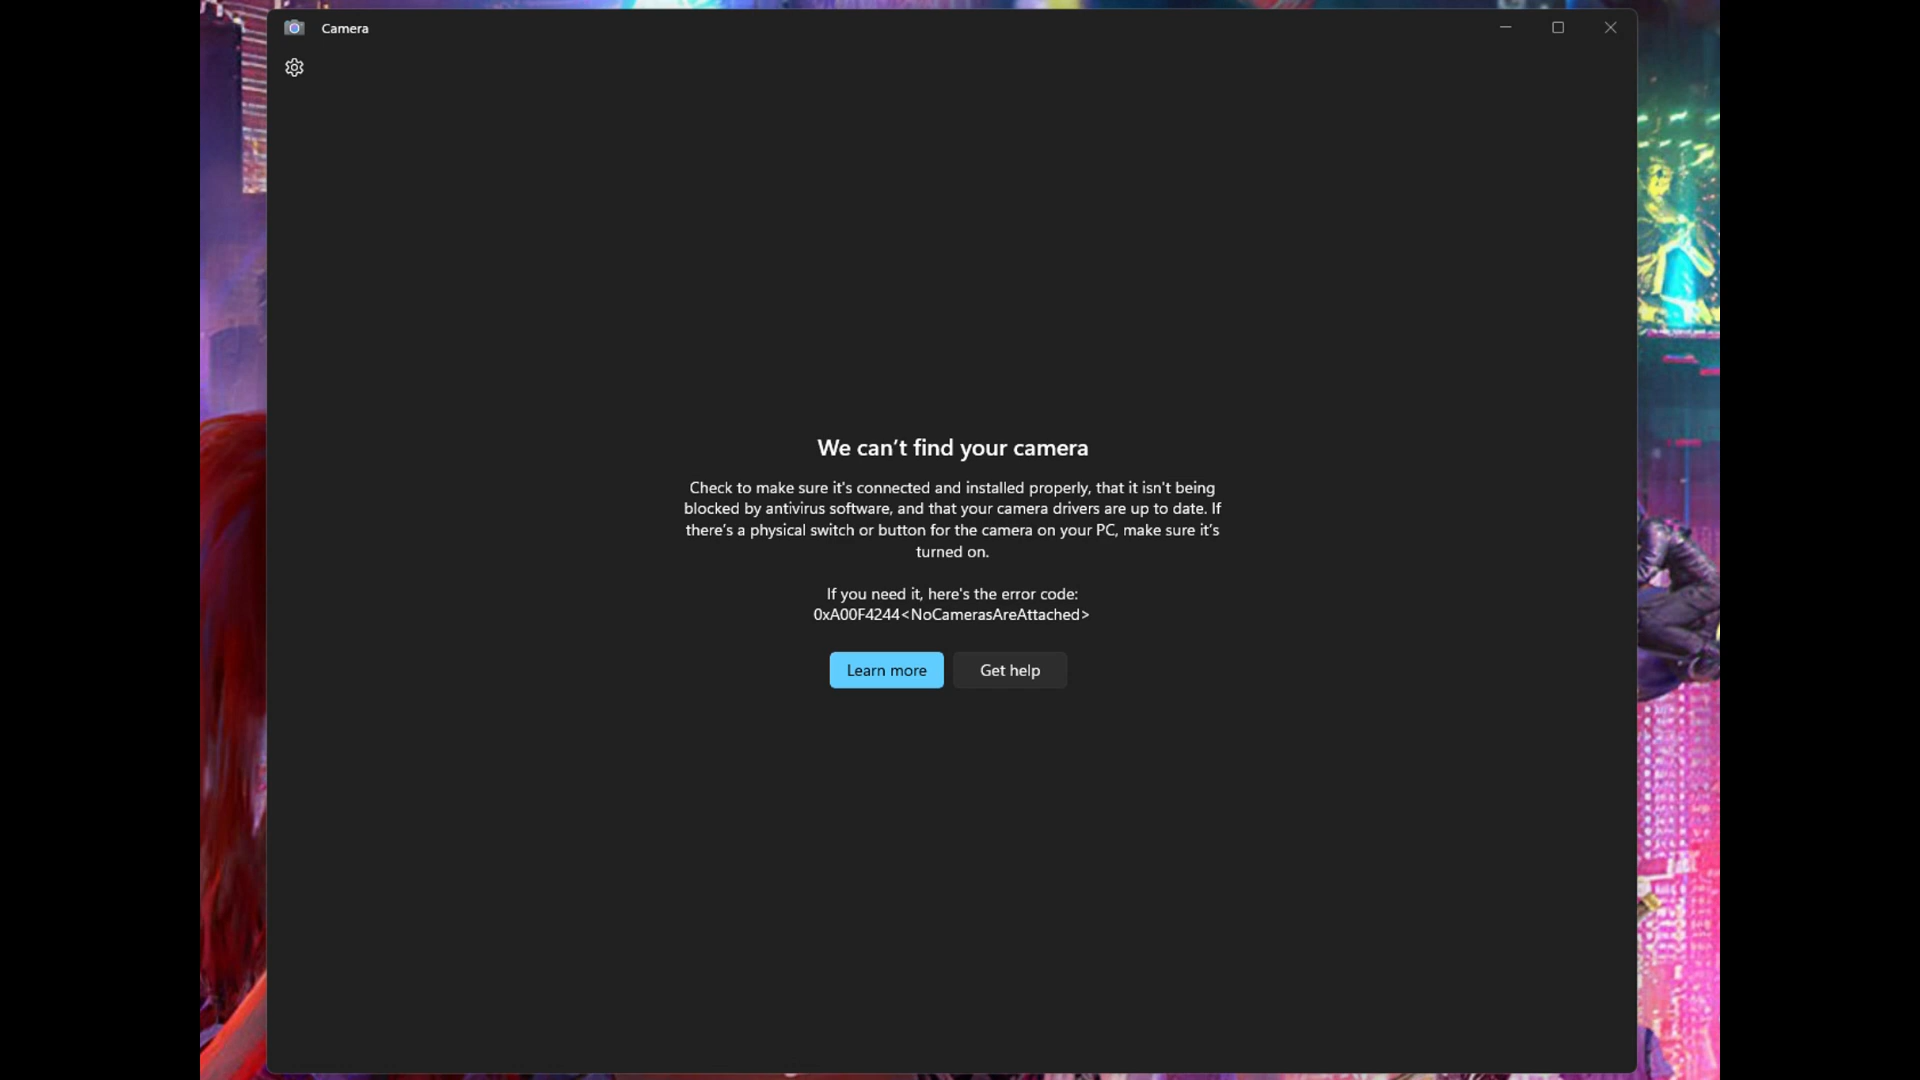 Camera
We can’t find your camera
Check to make sure it's connected and installed properly, that it isn't being
blocked by antivirus software, and that your camera drivers are up to date. If
there’s a physical switch or button for the camera on your PC, make sure it’s
turned on.
If you need it, here's the error code:
0xA00F4244<NoCamerasAreAttached>
Learn more
Get help